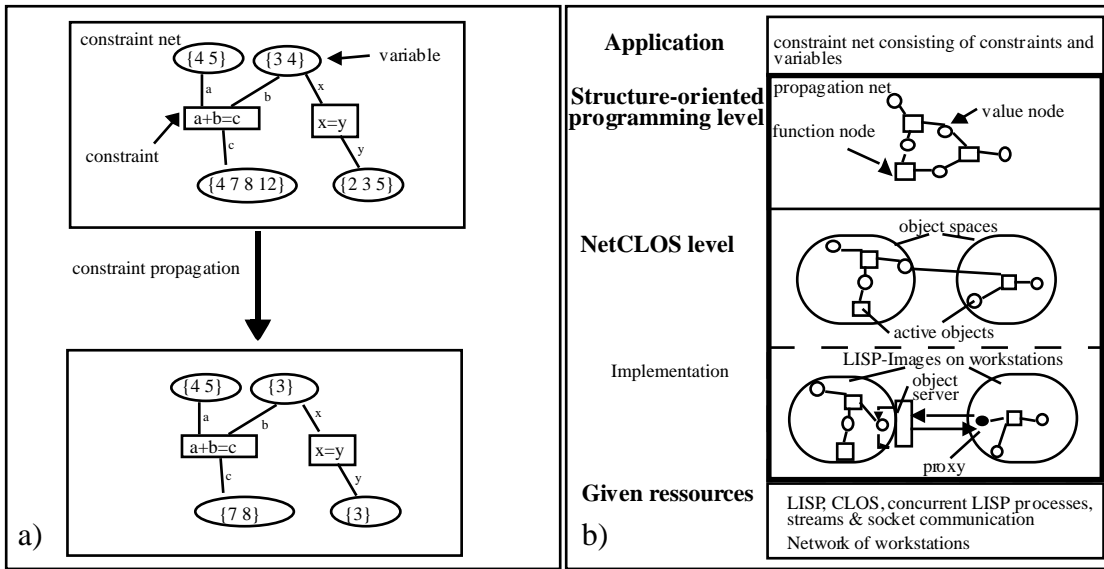 constraint net
{4 5}
{3 4}
variable
a
b
x
a+b=c
x=y
constraint
c
y
{4 7 8 12}
{2 3 5}
constraint propagation
{4 5}
{3}
a
b
x
a+b=c
x=y
c
y
{7 8}
{3}
a)
Application
constraint net consisting of constraints and
variables
Structure-oriented
programming level
propagation net
value node
function node
NetCLOS level
object spaces
active objects
Implementation
LISP-Images on workstations
object
server
proxy
Given ressources
LISP, CLOS, concurrent LISP processes,
streams & socket communication
Network of workstations
b)